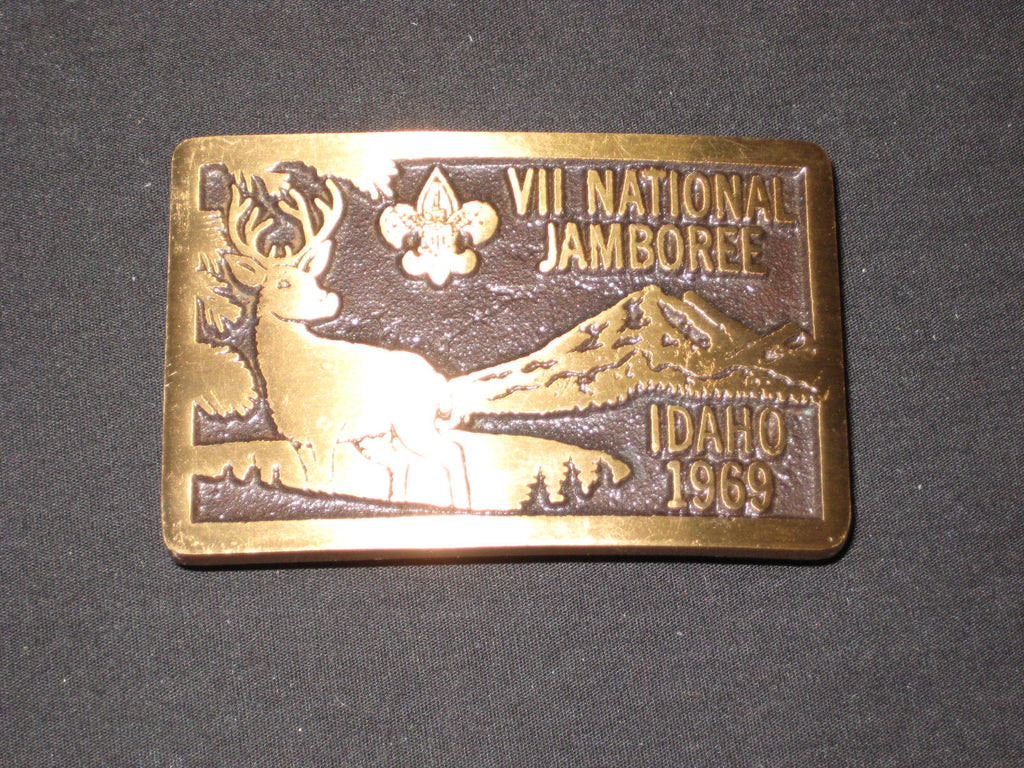 VII NATIONAL
JAMBOREE
IDAHO
1969